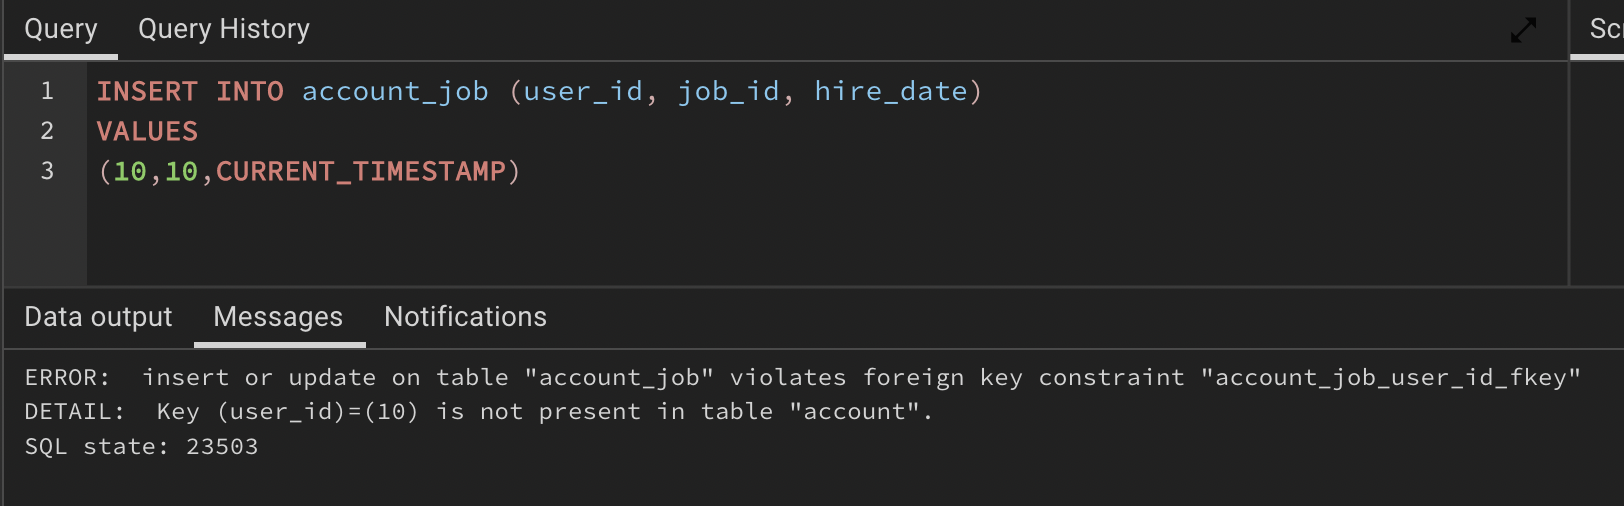 Query Query History Sc
1 INSERT INTO account_job (user_id, job_id, hire_date)
2 VALUES
3 (10,10,CURRENT_TIMESTAMP)
Data output Messages Notifications
ERROR:  insert or update on table "account_job" violates foreign key constraint "account_job_user_id_fkey"
DETAIL:  Key (user_id)=(10) is not present in table "account".
SQL state: 23503